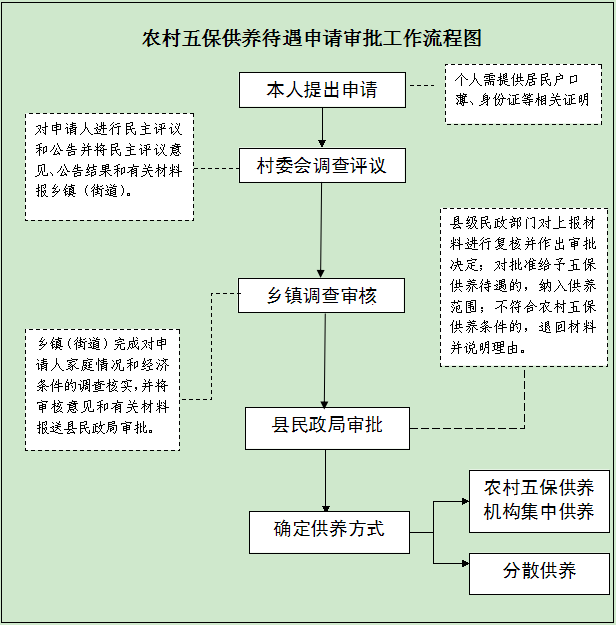 农村五保供养待遇申请审批工作流程图
本人提出申请
个人需提供居民户口
薄、身份证等相关证明
对申请人进行民主评议
和公告并将民主评议意
见、公告结果和有关材料
报乡镇（街道）。
村委会调查评议
县级民政部门对上报材
料进行复核并作出审批
决定；对批准给予五保
供养待遇的，纳入供养
范围；不符合农村五保
供养条件的，退回材料
并说明理由。
乡镇调查审核
乡镇（街道）完成对申
请人家庭情况和经济
条件的调查核实，并将
审核意见和有关材料
报送县民政局审批。
县民政局审批
确定供养方式
农村五保供养
机构集中供养
分散供养